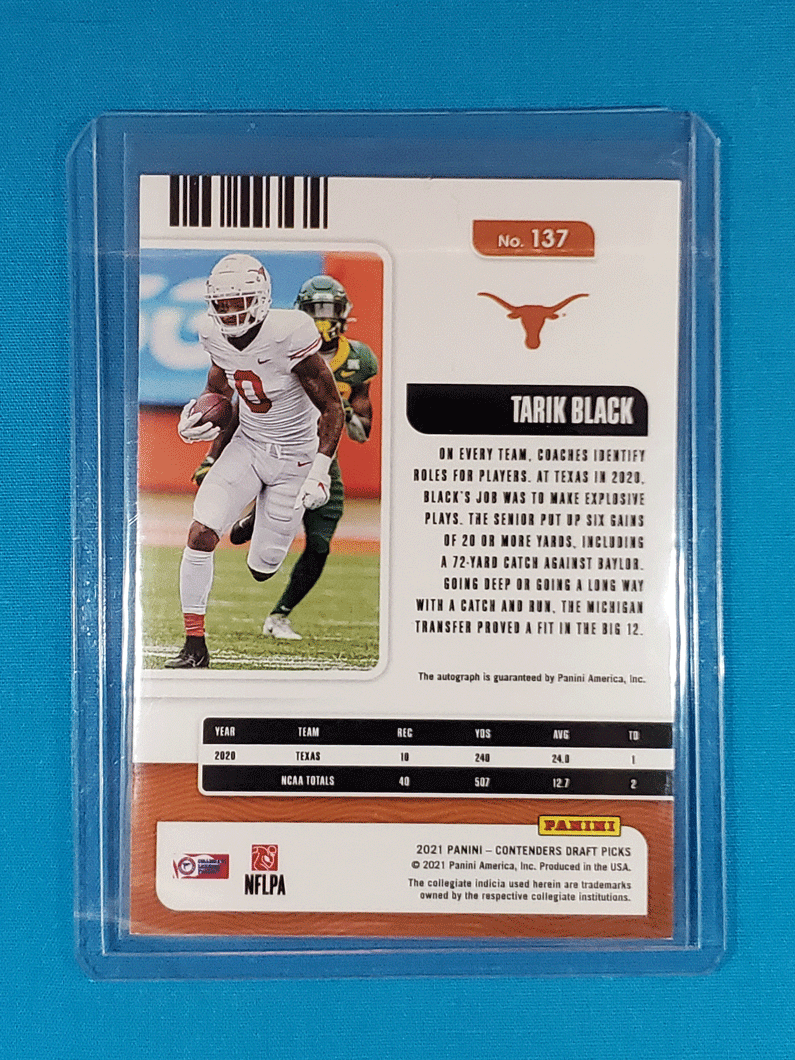 No. 137
0
TARIK BLACK
ON EVERY TEAM, COACHES IDENTIFY
ROLES FOR PLAYERS. AT TEXAS IN 2020,
BLACK'S JOB WAS TO MAKE EXPLOSIVE
PLAYS. THE SENIOR PUT UP SIX GAINS
OF 20 OR MORE YARDS, INCLUDING
A 72-YARD CATCH AGAINST BAYLOR.
GOING DEEP OR GOING A LONG WAY
WITH A CATCH AND RUN, THE MICHIGAN
TRANSFER PROVED A FIT IN THE BIG 12.
The autograph is guaranteed by Panini America, Inc.
YEAR TEAM REC YDS AVG TD
2020 TEXAS 10 240 24.0 1
NCAA TOTALS 40 507 12.7 2
PANINI
2021 PANINI – CONTENDERS DRAFT PICKS
© 2021 Panini America, Inc. Produced in the USA.
The collegiate indicia used herein are trademarks
owned by the respective collegiate institutions.
NFLPA